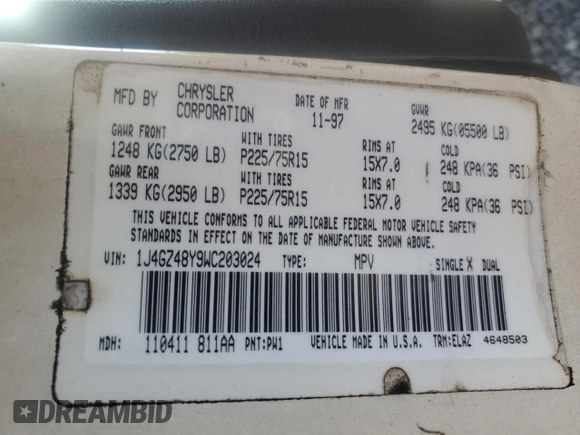 MFD BY CHRYSLER CORPORATION DATE OF MFR 11-97 GVWR 2495 KG(05500 LB)
GAWR FRONT WITH TIRES RIMS AT COLD
1248 KG(2750 LB) P225/75R15 15X7.0 248 KPA(36 PSI)
GAWR REAR WITH TIRES RIMS AT COLD
1339 KG(2950 LB) P225/75R15 15X7.0 248 KPA(36 PSI)
THIS VEHICLE CONFORMS TO ALL APPLICABLE FEDERAL MOTOR VEHICLE SAFETY
STANDARDS IN EFFECT ON THE DATE OF MANUFACTURE SHOWN ABOVE.
VIN: 1J4GZ48Y9WC203024 TYPE: MPV SINGLE X DUAL
MDH: 110411 811AA PNT:PW1 VEHICLE MADE IN U.S.A. TRM:ELAZ 4648503
DREAMBID